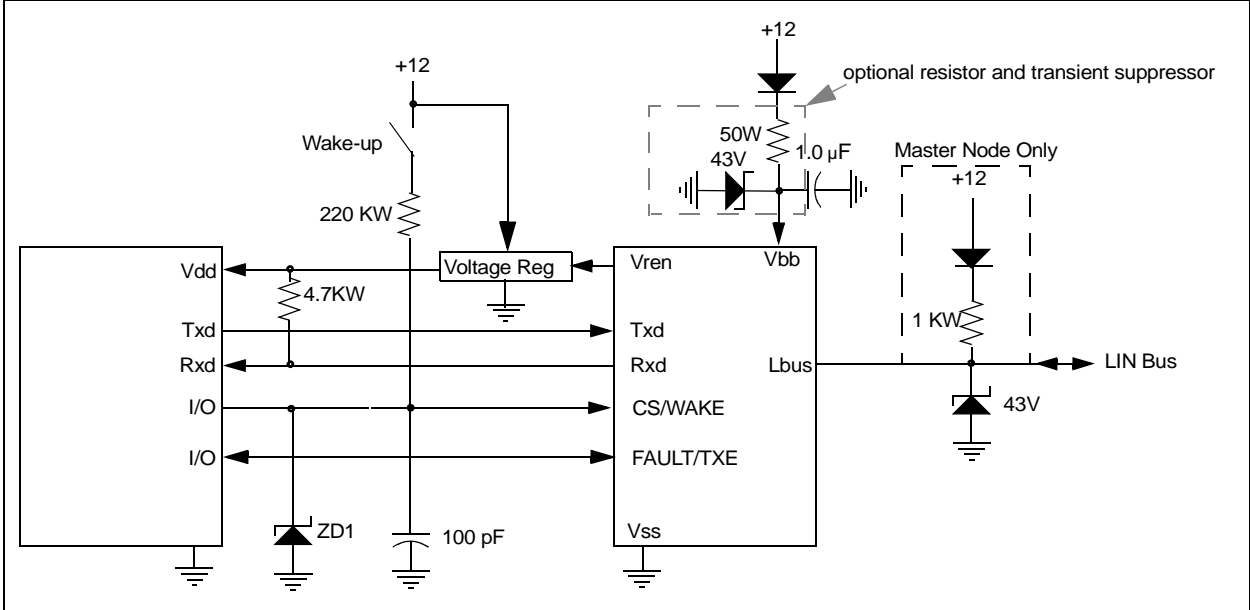 +12
optional resistor and transient suppressor
+12
Wake-up
50W
43V
1.0 µF
Master Node Only
+12
220 KW
Vdd
Voltage Reg
Vren
Vbb
4.7KW
1 KW
Txd
Txd
Rxd
Rxd
Lbus
LIN Bus
I/O
CS/WAKE
43V
I/O
FAULT/TXE
ZD1
100 pF
Vss